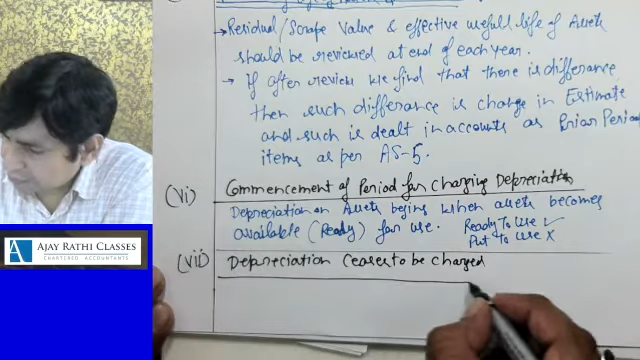 → Residual/Scrape Value & effective usefull life of Assets
should be reviewed at end of each year.
→ If after review we find that there is differance
then such differance is change in Estimate
and such is dealt in accounts as Prior Period
items as per AS-5.
(vi) Commencement of Period for charging Depreciation
Depreciation on Assets begins when assets becomes
available (Ready) for use. Ready To Use ✓
Put To use X
(vii) Depreciation Ceases to be charged
AJAY RATHI CLASSES
CHARTERED ACCOUNTANTS